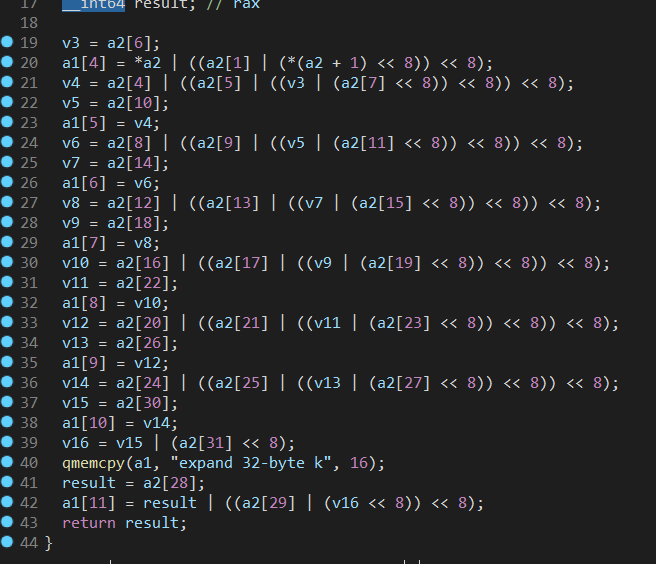 17 __int64 result; // rax
18
19 v3 = a2[6];
20 a1[4] = *a2 | ((a2[1] | (*(a2 + 1) << 8)) << 8);
21 v4 = a2[4] | ((a2[5] | ((v3 | (a2[7] << 8)) << 8)) << 8);
22 v5 = a2[10];
23 a1[5] = v4;
24 v6 = a2[8] | ((a2[9] | ((v5 | (a2[11] << 8)) << 8)) << 8);
25 v7 = a2[14];
26 a1[6] = v6;
27 v8 = a2[12] | ((a2[13] | ((v7 | (a2[15] << 8)) << 8)) << 8);
28 v9 = a2[18];
29 a1[7] = v8;
30 v10 = a2[16] | ((a2[17] | ((v9 | (a2[19] << 8)) << 8)) << 8);
31 v11 = a2[22];
32 a1[8] = v10;
33 v12 = a2[20] | ((a2[21] | ((v11 | (a2[23] << 8)) << 8)) << 8);
34 v13 = a2[26];
35 a1[9] = v12;
36 v14 = a2[24] | ((a2[25] | ((v13 | (a2[27] << 8)) << 8)) << 8);
37 v15 = a2[30];
38 a1[10] = v14;
39 v16 = v15 | (a2[31] << 8);
40 qmemcpy(a1, "expand 32-byte k", 16);
41 result = a2[28];
42 a1[11] = result | ((a2[29] | (v16 << 8)) << 8);
43 return result;
44 }